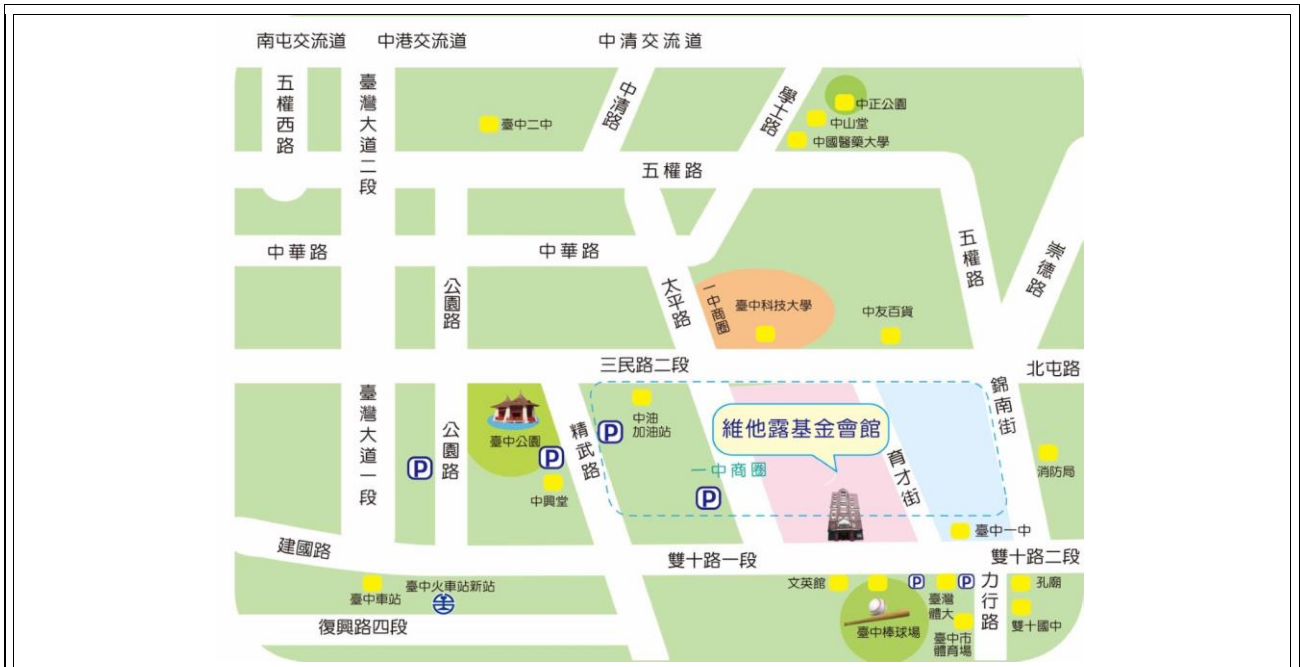 南屯交流道
中港交流道
中清交流道
五權西路
臺灣大道二段
中清路
學士路
中正公園
中山堂
中國醫藥大學
臺中二中
五權路
中華路
中華路
五權路
崇德路
公園路
太平路
一中商圈
臺中科技大學
中友百貨
三民路二段
北屯路
臺灣大道一段
公園路
臺中公園
精武路
中油
加油站
維他露基金會館
錦南街
P
P
P
P
中興堂
一中商圈
育才街
消防局
臺中一中
建國路
雙十路一段
雙十路二段
臺中車站
臺中火車站新站
文英館
P
P
臺灣
體大
力行路
孔廟
雙十國中
復興路四段
臺中棒球場
臺中市
體育場